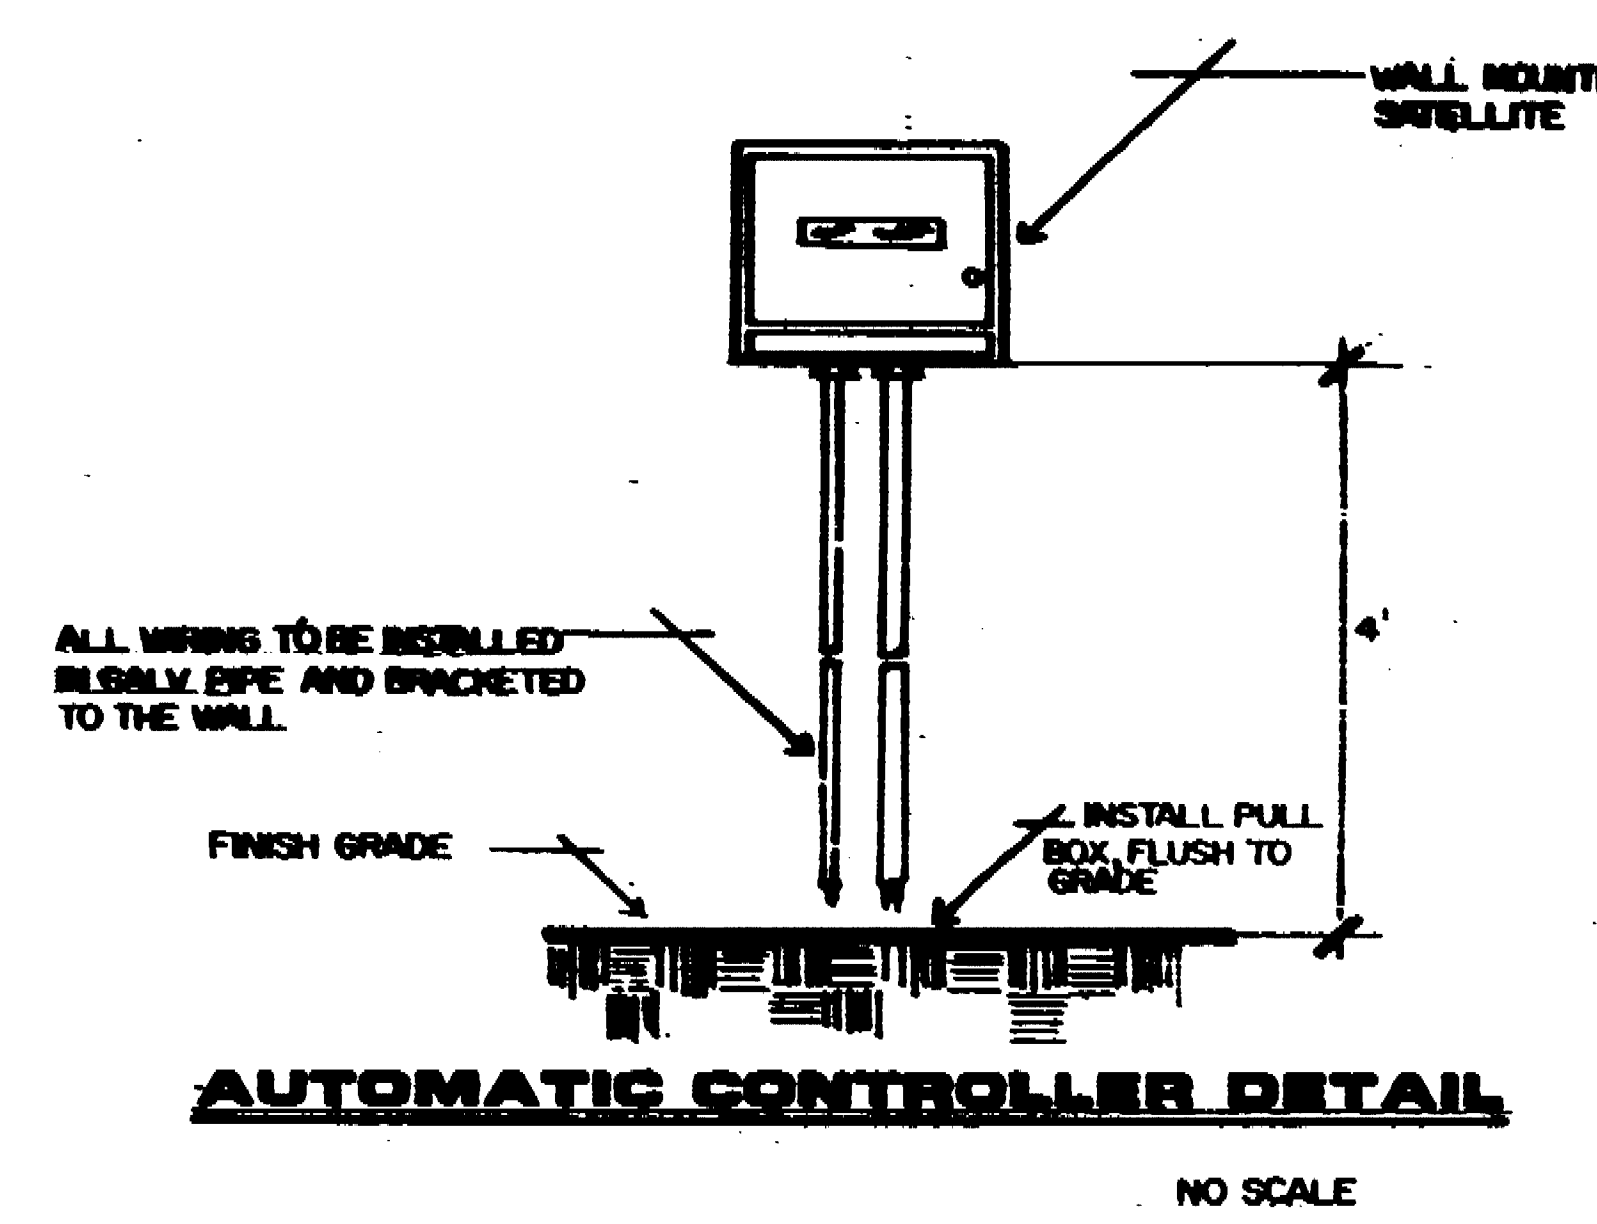 WALL MOUNT
SATELLITE
4'
ALL WIRING TO BE INSTALLED
IN GALV PIPE AND BRACKETED
TO THE WALL
FINISH GRADE
INSTALL PULL
BOX, FLUSH TO
GRADE
AUTOMATIC CONTROLLER DETAIL
NO SCALE